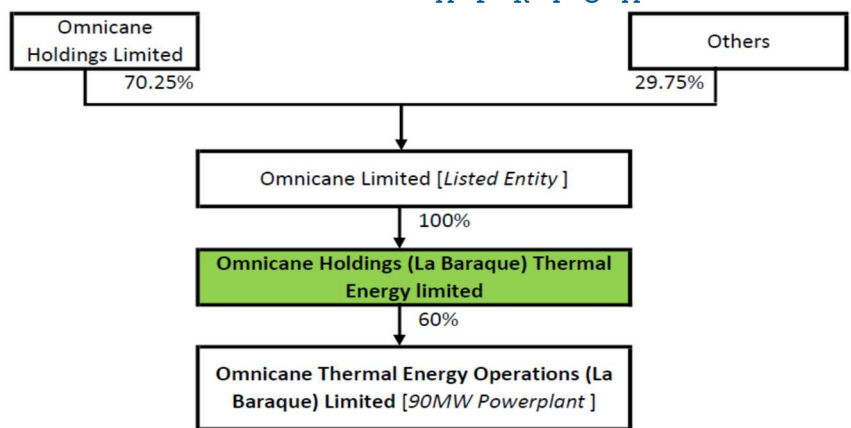 Omnicane
Holdings Limited
Others
70.25%
29.75%
Omnicane Limited [Listed Entity ]
100%
Omnicane Holdings (La Baraque) Thermal
Energy limited
60%
Omnicane Thermal Energy Operations (La
Baraque) Limited [90MW Powerplant ]